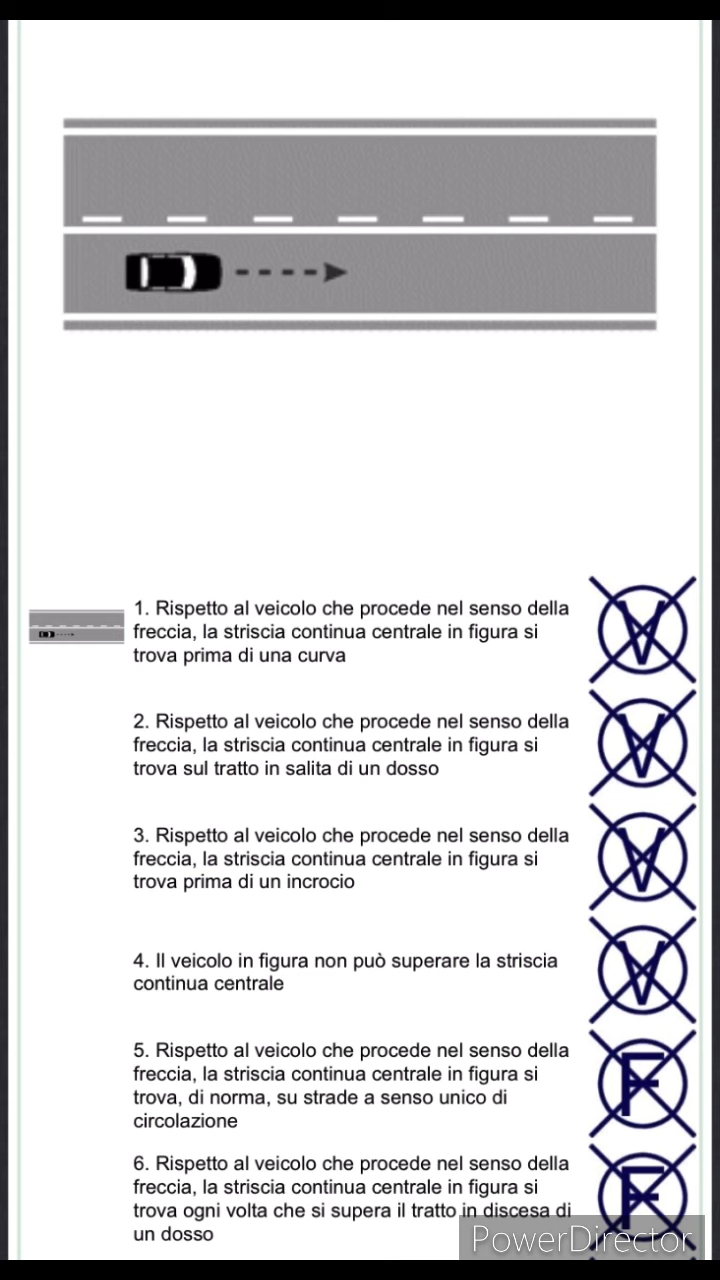 1. Rispetto al veicolo che procede nel senso della
freccia, la striscia continua centrale in figura si
trova prima di una curva
V
2. Rispetto al veicolo che procede nel senso della
freccia, la striscia continua centrale in figura si
trova sul tratto in salita di un dosso
V
3. Rispetto al veicolo che procede nel senso della
freccia, la striscia continua centrale in figura si
trova prima di un incrocio
V
4. Il veicolo in figura non può superare la striscia
continua centrale
V
5. Rispetto al veicolo che procede nel senso della
freccia, la striscia continua centrale in figura si
trova, di norma, su strade a senso unico di
circolazione
F
6. Rispetto al veicolo che procede nel senso della
freccia, la striscia continua centrale in figura si
trova ogni volta che si supera il tratto in discesa di
un dosso
F
PowerDirector